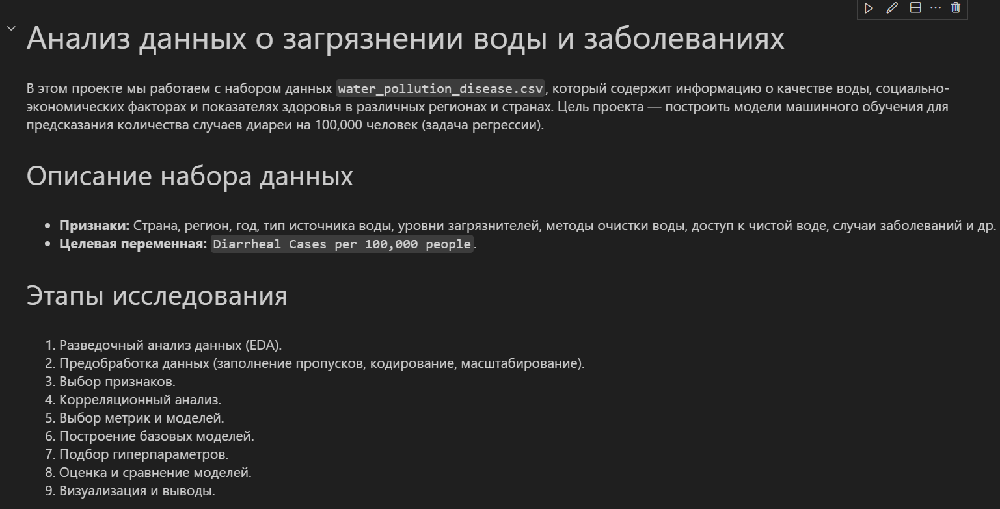 Анализ данных о загрязнении воды и заболеваниях
В этом проекте мы работаем с набором данных water_pollution_disease.csv, который содержит информацию о качестве воды, социально-
экономических факторах и показателях здоровья в различных регионах и странах. Цель проекта — построить модели машинного обучения для
предсказания количества случаев диареи на 100,000 человек (задача регрессии).
Описание набора данных
• Признаки: Страна, регион, год, тип источника воды, уровни загрязнителей, методы очистки воды, доступ к чистой воде, случаи заболеваний и др.
• Целевая переменная: Diarrheal Cases per 100,000 people.
Этапы исследования
1. Разведочный анализ данных (EDA).
2. Предобработка данных (заполнение пропусков, кодирование, масштабирование).
3. Выбор признаков.
4. Корреляционный анализ.
5. Выбор метрик и моделей.
6. Построение базовых моделей.
7. Подбор гиперпараметров.
8. Оценка и сравнение моделей.
9. Визуализация и выводы.